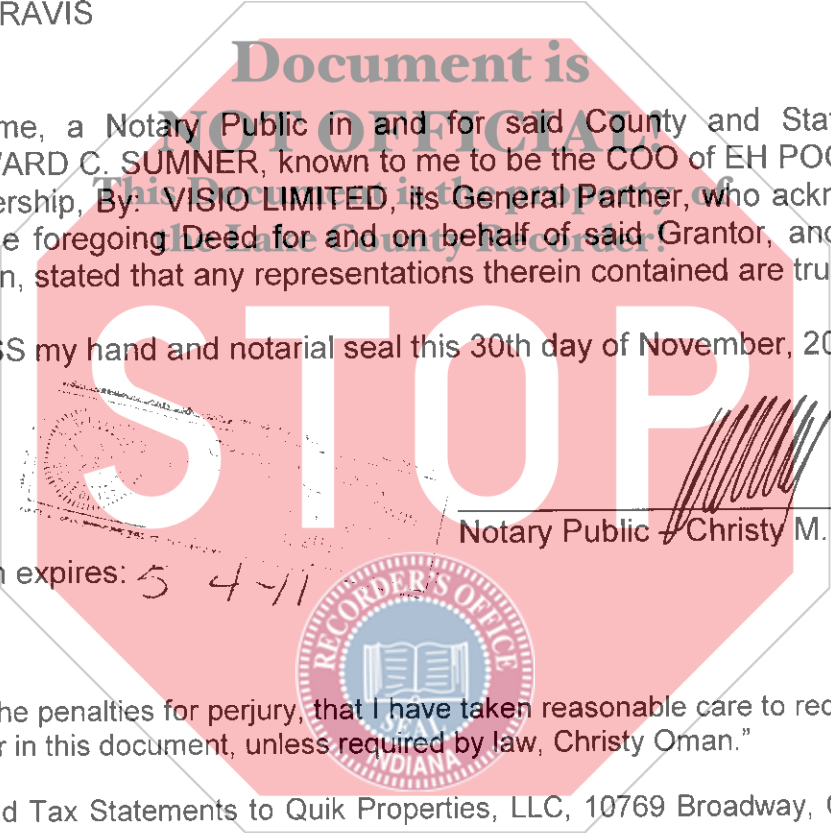 RAVIS
Document is
NOT OFFICIAL!
me, a Notary Public in and for said County and Stat
VARD C. SUMNER, known to me to be the COO of EH POO
This Document is the property of
ership, By: VISIO LIMITED, its General Partner, who ackn
the Lake County Recorder!
e foregoing Deed for and on behalf of said Grantor, and
n, stated that any representations therein contained are tru
SS my hand and notarial seal this 30th day of November, 20
STOP
Notary Public - Christy M.
n expires: 5 4-11
RECORDER'S OFFICE
SEAL
INDIANA
he penalties for perjury, that I have taken reasonable care to red
r in this document, unless required by law, Christy Oman."
d Tax Statements to Quik Properties, LLC, 10769 Broadway, C